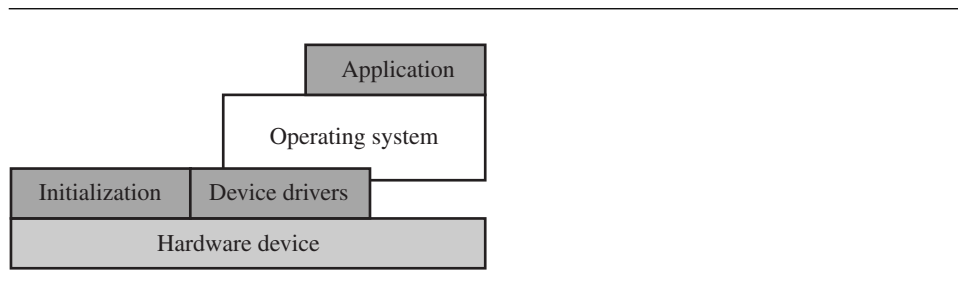 Application
Operating system
Initialization Device drivers
Hardware device